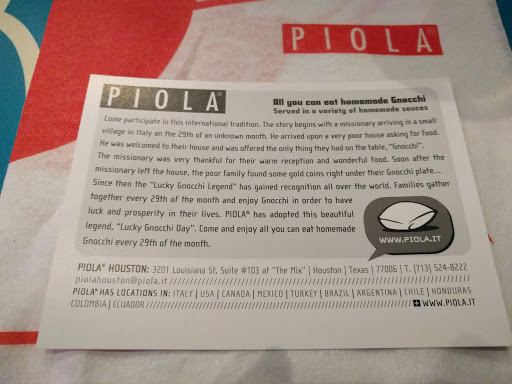 PIOLA®
PIOLA® All you can eat homemade Gnocchi
Served in a variety of homemade sauces
Come participate in this international tradition. The story begins with a missionary arriving in a small
village in Italy on the 29th of an unknown month. He arrived upon a very poor house asking for food.
He was welcomed to their house and was offered the only thing they had on the table, "Gnocchi".
The missionary was very thankful for their warm reception and wonderful food. Soon after the
missionary left the house, the poor family found some gold coins right under their Gnocchi plate...
Since then the "Lucky Gnocchi Legend" has gained recognition all over the world. Families gather
together every 29th of the month and enjoy Gnocchi in order to have
luck and prosperity in their lives. PIOLA® has adopted this beautiful
legend, "Lucky Gnocchi Day". Come and enjoy all you can eat homemade
Gnocchi every 29th of the month.
WWW.PIOLA.IT
PIOLA® HOUSTON: 3201 Louisiana St, Suite #103 at "The Mix" | Houston | Texas | 77006 | T. (713) 524-8222
piolahouston@piola.it
PIOLA® HAS LOCATIONS IN: ITALY | USA | CANADA | MEXICO | TURKEY | BRAZIL | ARGENTINA | CHILE | HONDURAS
COLOMBIA | ECUADOR WWW.PIOLA.IT